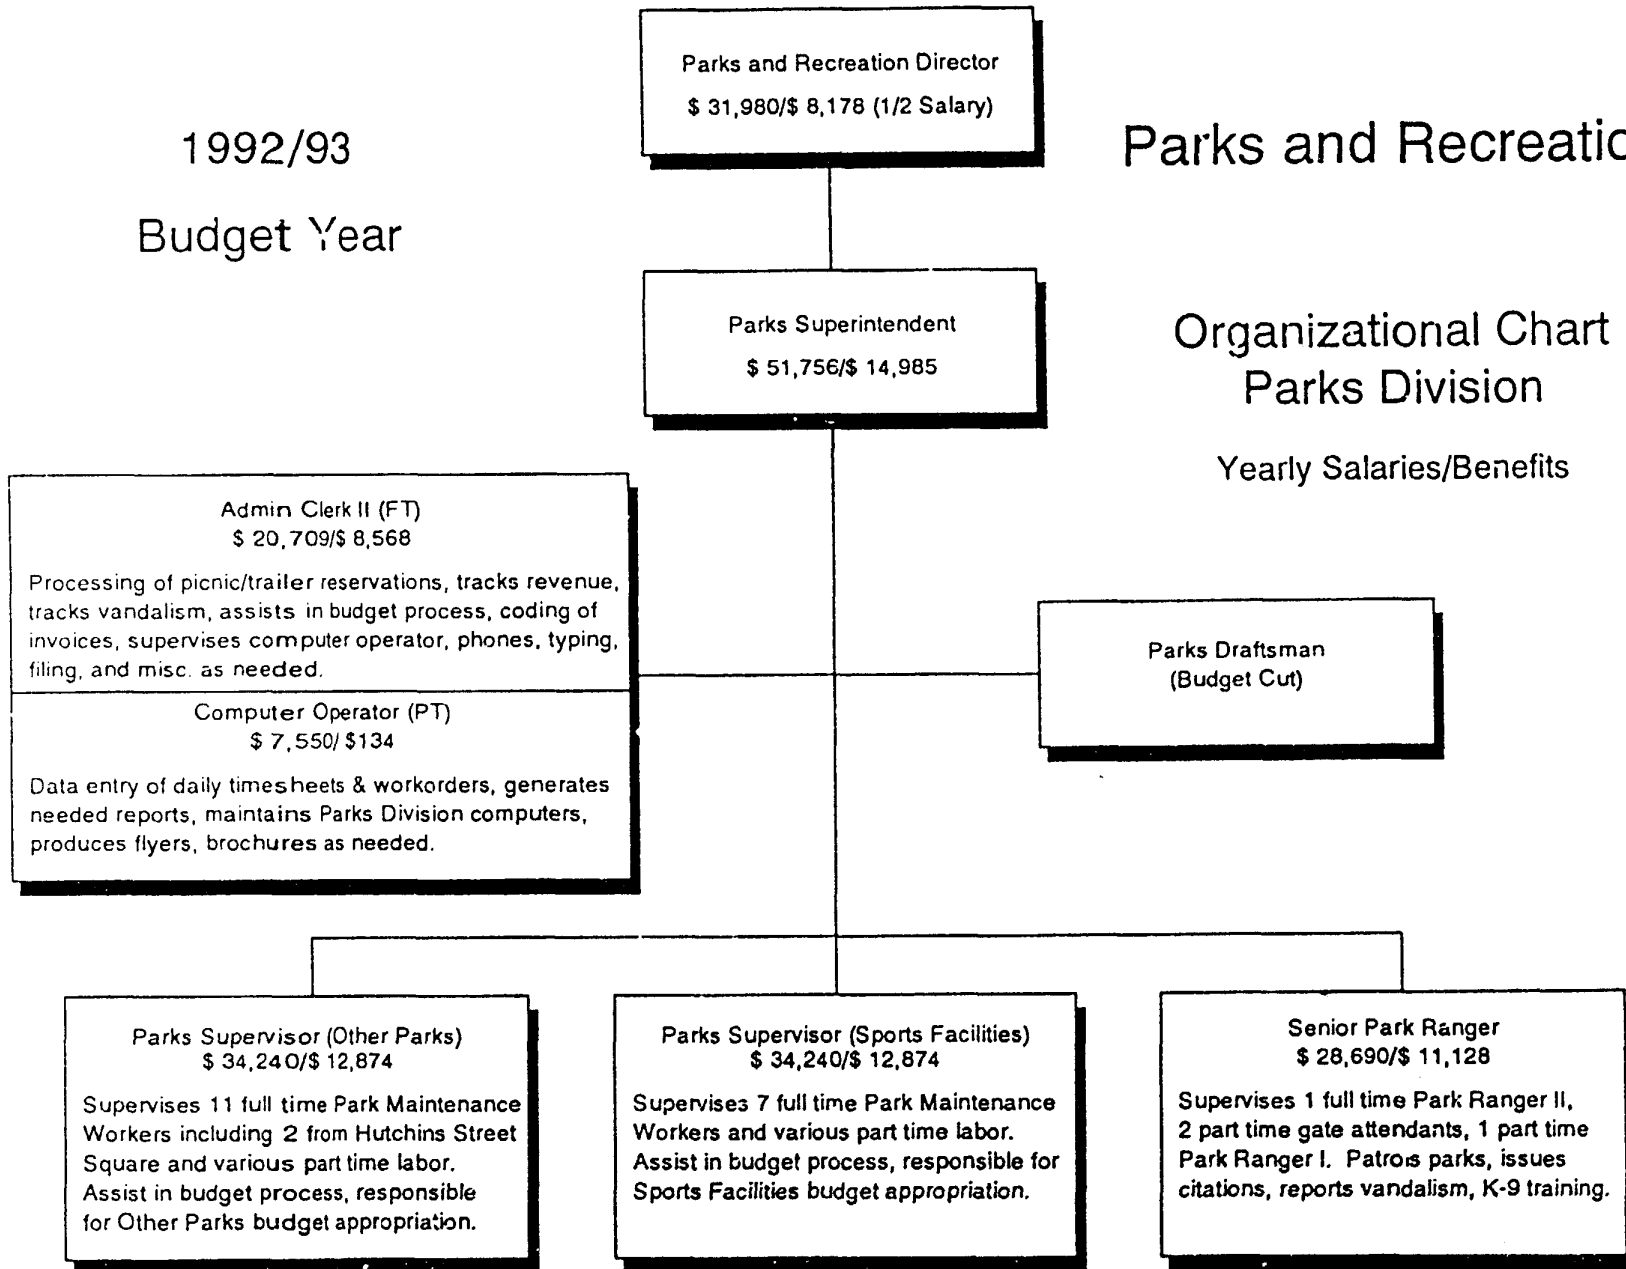 Parks and Recreation Director
$ 31,980/$ 8,178 (1/2 Salary)
1992/93
Budget Year
Parks and Recreatio
Parks Superintendent
$ 51,756/$ 14,985
Organizational Chart
Parks Division
Yearly Salaries/Benefits
Admin Clerk II (FT)
$ 20,709/$ 8,568
Processing of picnic/trailer reservations, tracks revenue,
tracks vandalism, assists in budget process, coding of
invoices, supervises computer operator, phones, typing,
filing, and misc. as needed.
Computer Operator (PT)
$ 7,550/ $134
Data entry of daily timesheets & workorders, generates
needed reports, maintains Parks Division computers,
produces flyers, brochures as needed.
Parks Draftsman
(Budget Cut)
Parks Supervisor (Other Parks)
$ 34,240/$ 12,874
Supervises 11 full time Park Maintenance
Workers including 2 from Hutchins Street
Square and various part time labor.
Assist in budget process, responsible
for Other Parks budget appropriation.
Parks Supervisor (Sports Facilities)
$ 34,240/$ 12,874
Supervises 7 full time Park Maintenance
Workers and various part time labor.
Assist in budget process, responsible for
Sports Facilities budget appropriation.
Senior Park Ranger
$ 28,690/$ 11,128
Supervises 1 full time Park Ranger II,
2 part time gate attendants, 1 part time
Park Ranger I. Patrols parks, issues
citations, reports vandalism, K-9 training.